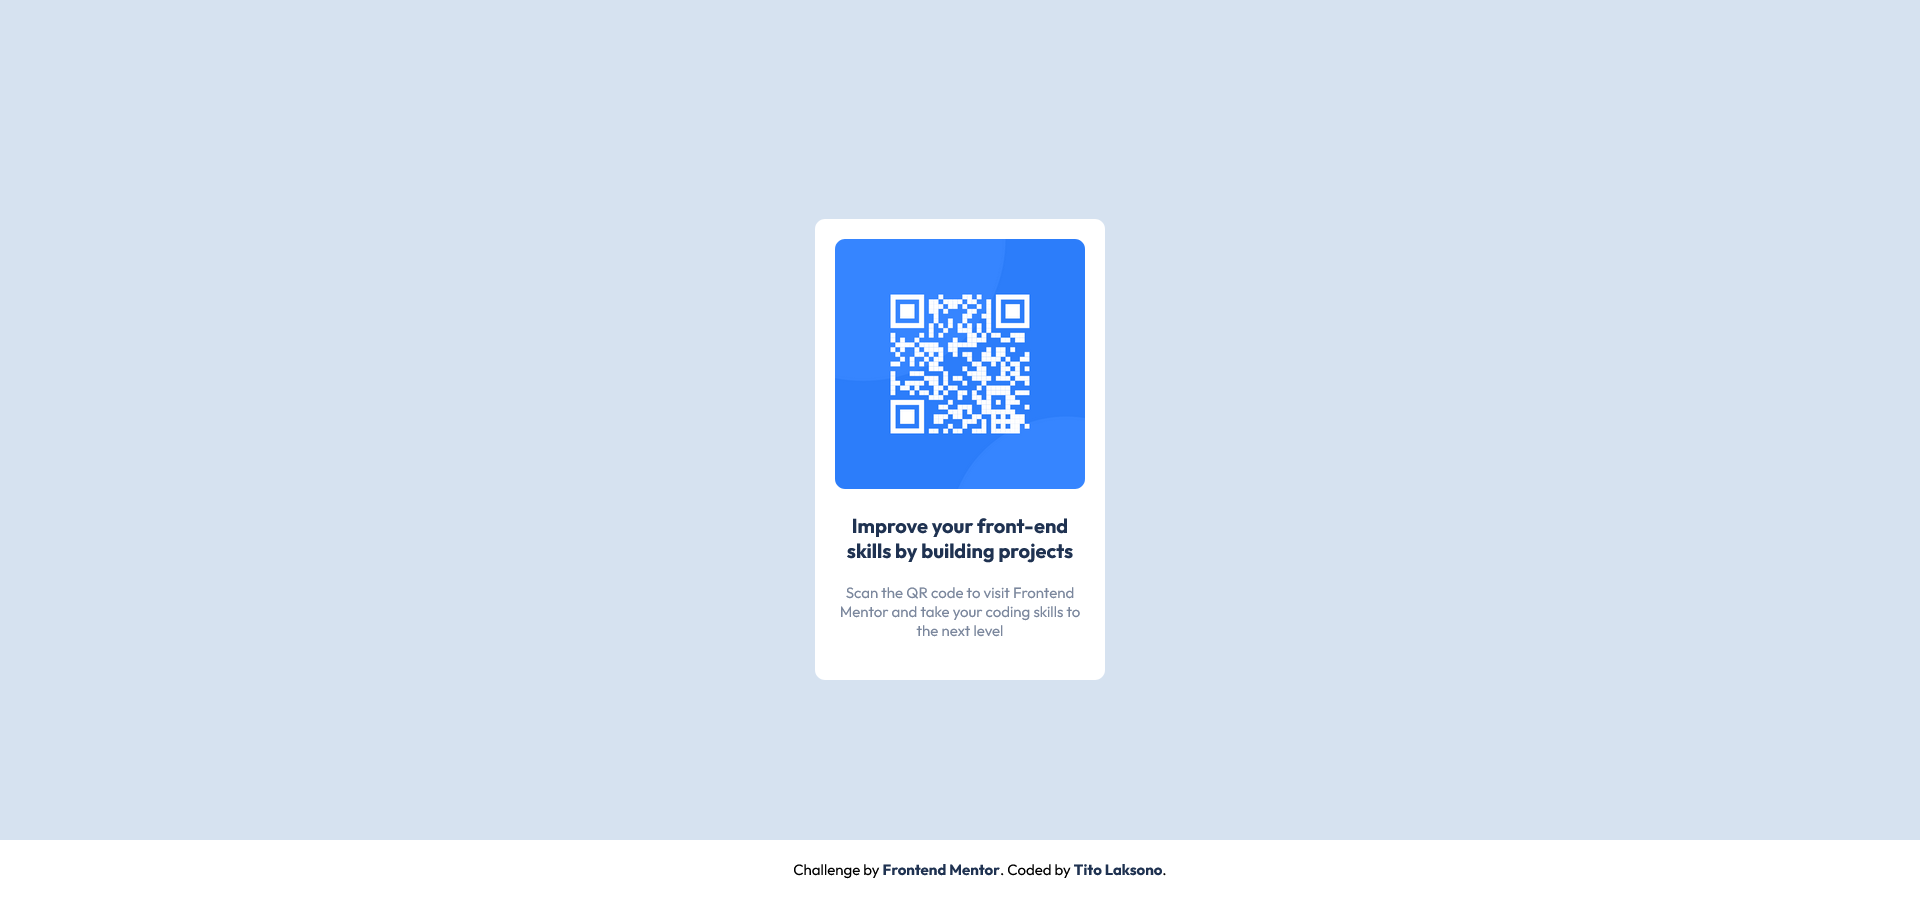 Improve your front-end
skills by building projects
Scan the QR code to visit Frontend
Mentor and take your coding skills to
the next level
Challenge by Frontend Mentor. Coded by Tito Laksono.